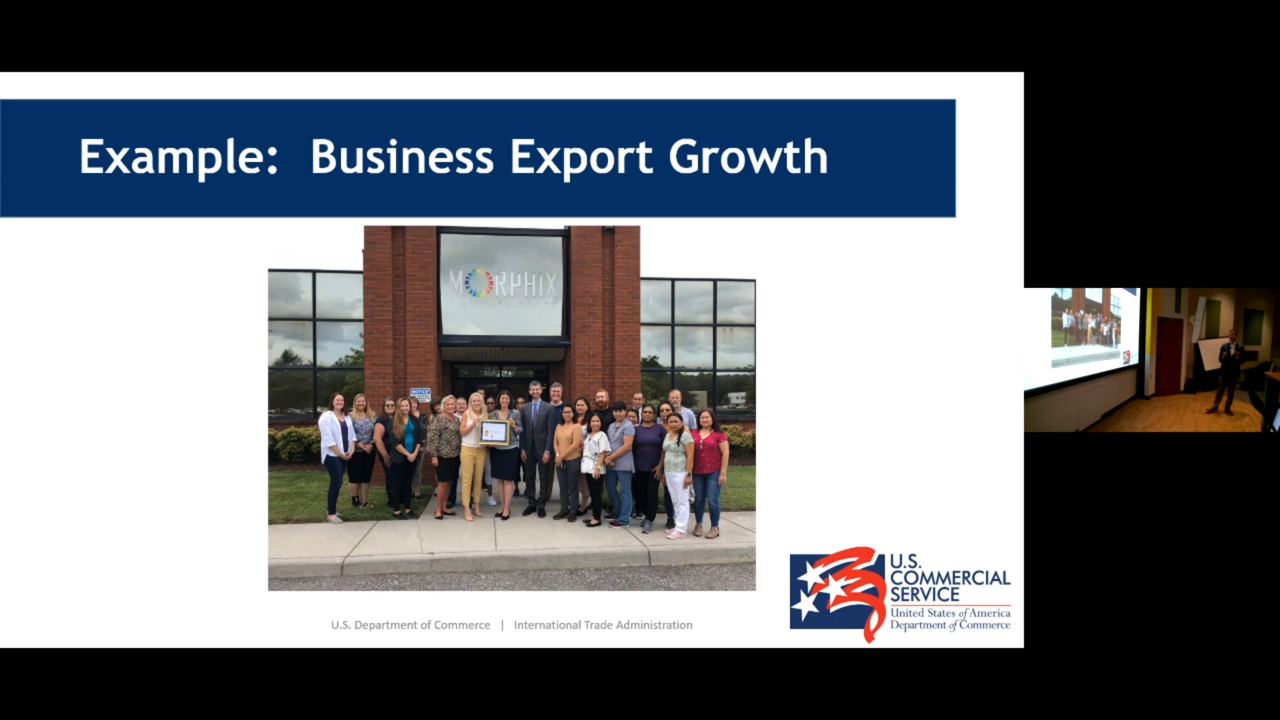 Example: Business Export Growth
MORPHIX
NOTICE
U.S.
COMMERCIAL
SERVICE
United States of America
Department of Commerce
U.S. Department of Commerce | International Trade Administration